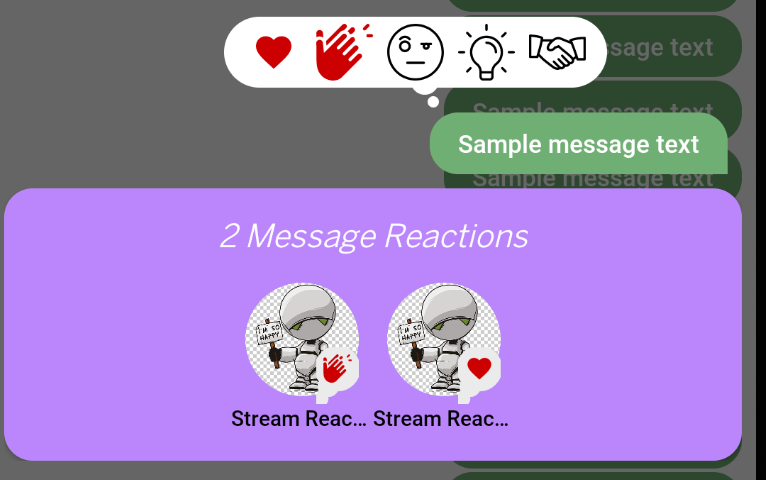 ssage text
Sample message text
Sample message text
Sample message text
2 Message Reactions
I'M SO
HAPPY
I'M SO
HAPPY
Stream Reac... Stream Reac...